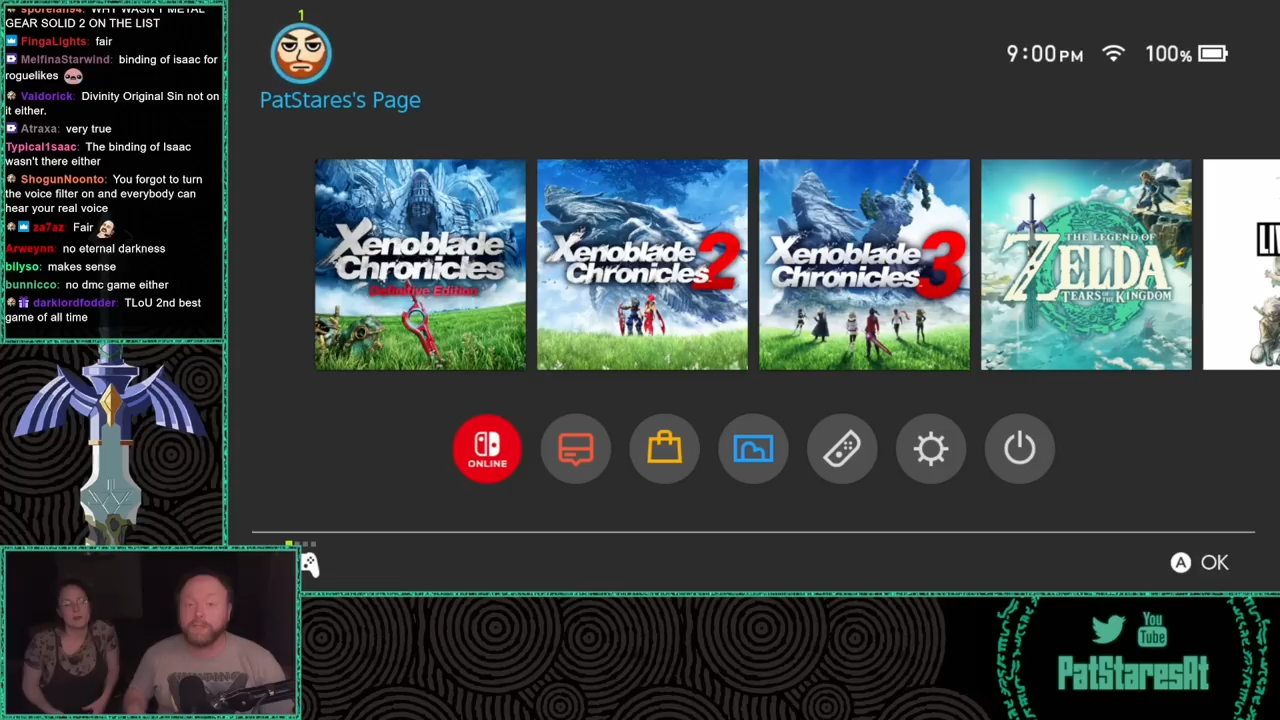 sporeian94: WHY WASN'T METAL
GEAR SOLID 2 ON THE LIST
FingaLights: fair
MelfinaStarwind: binding of isaac for
roguelikes
Valdorick: Divinity Original Sin not on
it either.
Atraxa: very true
Typical1saac: The binding of Isaac
wasn't there either
ShogunNoonto: You forgot to turn
the voice filter on and everybody can
hear your real voice
za7az: Fair
Arweynn: no eternal darkness
bllyso: makes sense
bunnicco: no dmc game either
darklordfodder: TLoU 2nd best
game of all time
1
PatStares's Page
9:00PM 100%
Xenoblade
Chronicles
Definitive Edition
Xenoblade
Chronicles 2
Xenoblade
Chronicles 3
THE LEGEND OF
ZELDA
TEARS OF THE KINGDOM
ONLINE
A OK
You
Tube
PatStaresAt